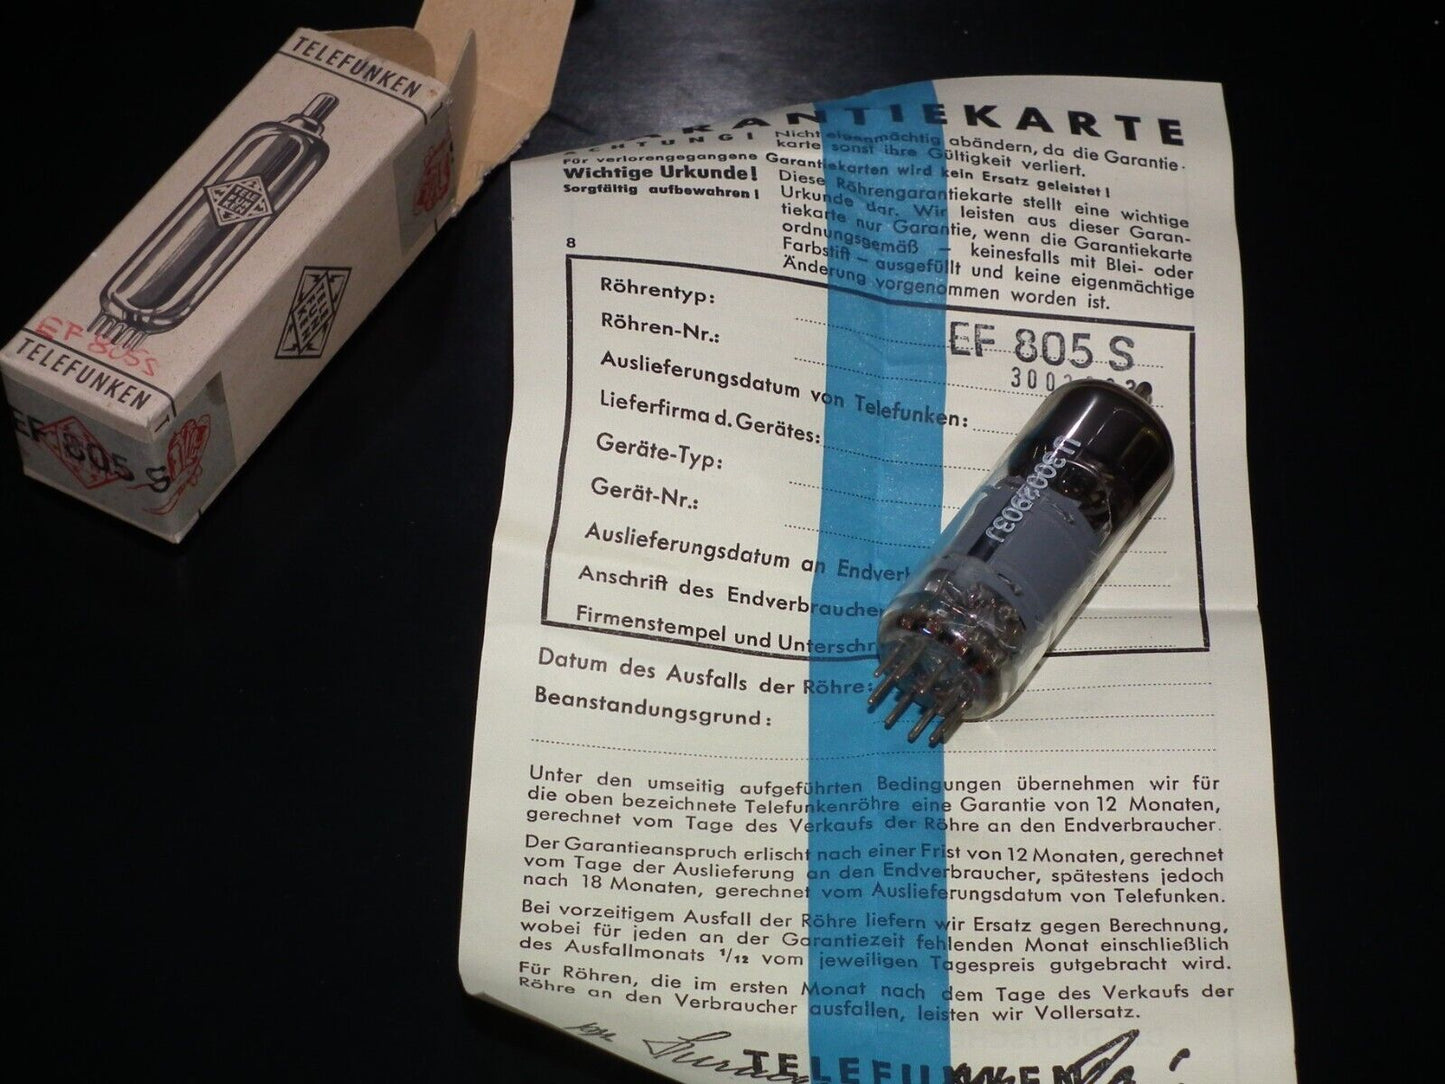 TELEFUNKEN
TELE
FUN
KEN
EF 805S
TELEFUNKEN
EF 805 S
TELE
FUN
KEN
GARANTIEKARTE
ACHTUNG! Nicht eigenmächtig abändern, da die Garantie-
karte sonst ihre Gültigkeit verliert.
Für verlorengegangene Garantiekarten wird kein Ersatz geleistet!
Wichtige Urkunde!
Sorgfältig aufbewahren!
Diese Röhrengarantiekarte stellt eine wichtige
Urkunde dar. Wir leisten aus dieser Garan-
tiekarte nur Garantie, wenn die Garantiekarte
ordnungsgemäß – keinesfalls mit Blei- oder
Farbstift – ausgefüllt und keine eigenmächtige
Änderung vorgenommen worden ist.
8
Röhrentyp: EF 805 S
Röhren-Nr.:
Auslieferungsdatum von Telefunken:
Lieferfirma d. Gerätes:
Geräte-Typ:
Gerät-Nr.:
Auslieferungsdatum an
Anschrift des Endverbraucher
Firmenstempel und
Datum des Ausfalls der Röhre:
Beanstandungsgrund:
Unter den umseitig aufgeführten Bedingungen übernehmen wir für
die oben bezeichnete Telefunkenröhre eine Garantie von 12 Monaten,
gerechnet vom Tage des Verkaufs der Röhre an den Endverbraucher.
Der Garantieanspruch erlischt nach einer Frist von 12 Monaten, gerechnet
vom Tage der Auslieferung an den Endverbraucher, spätestens jedoch
nach 18 Monaten, gerechnet vom Auslieferungsdatum von Telefunken.
Bei vorzeitigem Ausfall der Röhre liefern wir Ersatz gegen Berechnung,
wobei für jeden an der Garantiezeit fehlenden Monat einschließlich
des Ausfallmonats 1/12 vom jeweiligen Tagespreis gutgebracht wird.
Für Röhren, die im ersten Monat nach dem Tage des Verkaufs der
Röhre an den Verbraucher ausfallen, leisten wir Vollersatz.
TELEFUNKEN